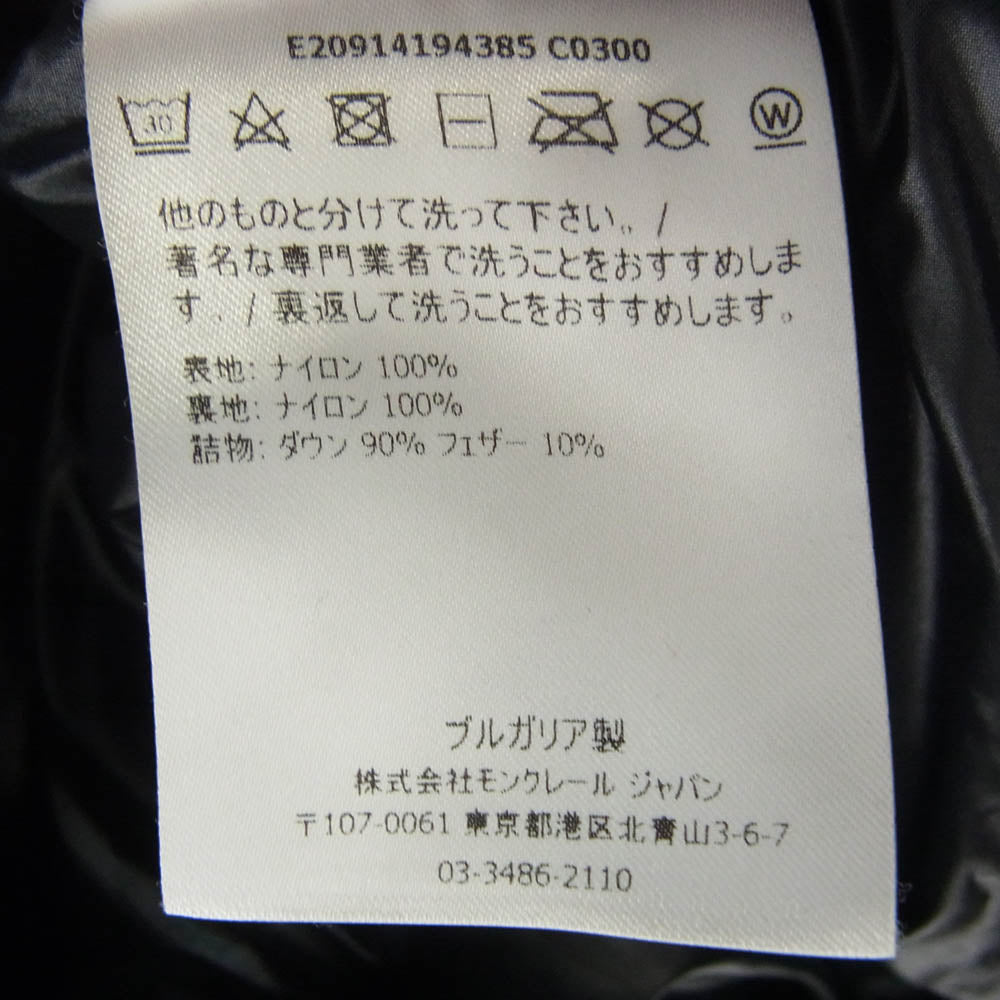 E20914194385 C0300
30 W
他のものと分けて洗って下さい. /
著名な専門業者で洗うことをおすすめしま
す . / 裏返して洗うことをおすすめします。
表地: ナイロン 100%
裏地: ナイロン 100%
詰物: ダウン 90% フェザー 10%
ブルガリア製
株式会社モンクレール ジャパン
〒107-0061 東京都港区北青山3-6-7
03-3486-2110